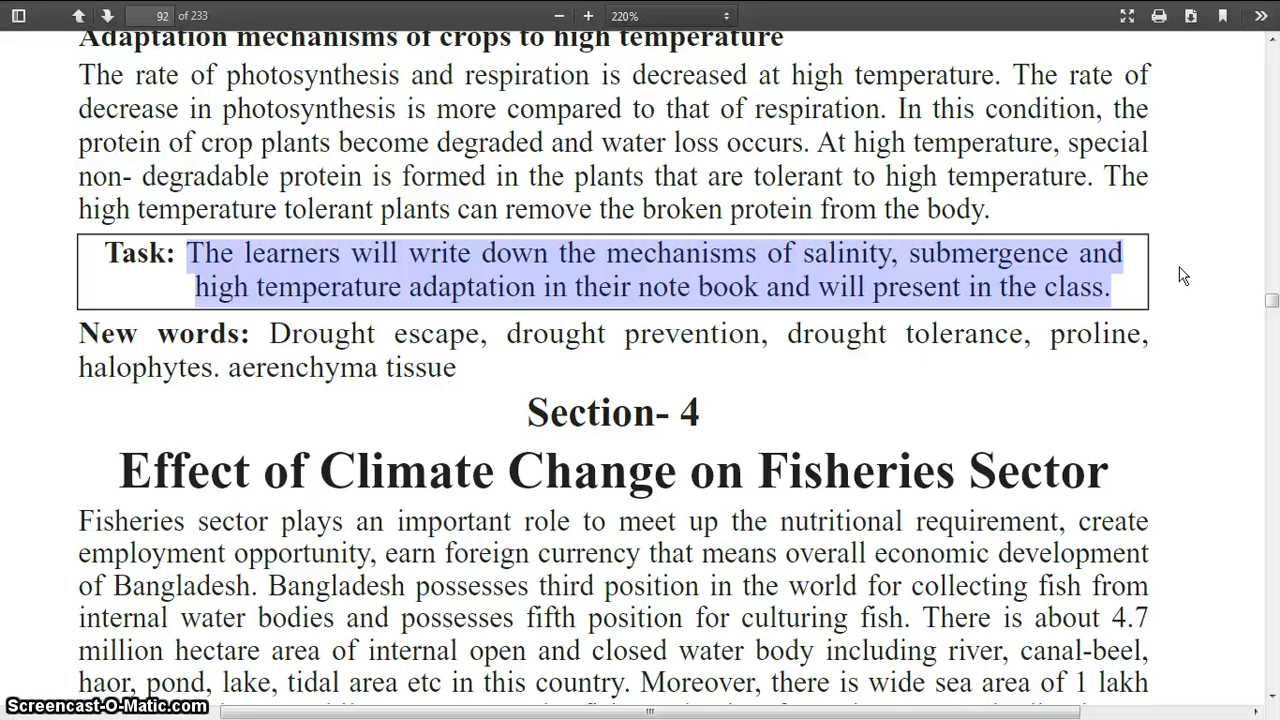 92 of 233
220%
Adaptation mechanisms of crops to high temperature
The rate of photosynthesis and respiration is decreased at high temperature. The rate of
decrease in photosynthesis is more compared to that of respiration. In this condition, the
protein of crop plants become degraded and water loss occurs. At high temperature, special
non- degradable protein is formed in the plants that are tolerant to high temperature. The
high temperature tolerant plants can remove the broken protein from the body.
Task: The learners will write down the mechanisms of salinity, submergence and
high temperature adaptation in their note book and will present in the class.
New words: Drought escape, drought prevention, drought tolerance, proline,
halophytes. aerenchyma tissue
Section- 4
Effect of Climate Change on Fisheries Sector
Fisheries sector plays an important role to meet up the nutritional requirement, create
employment opportunity, earn foreign currency that means overall economic development
of Bangladesh. Bangladesh possesses third position in the world for collecting fish from
internal water bodies and possesses fifth position for culturing fish. There is about 4.7
million hectare area of internal open and closed water body including river, canal-beel,
haor, pond, lake, tidal area etc in this country. Moreover, there is wide sea area of 1 lakh
Screencast-O-Matic.com